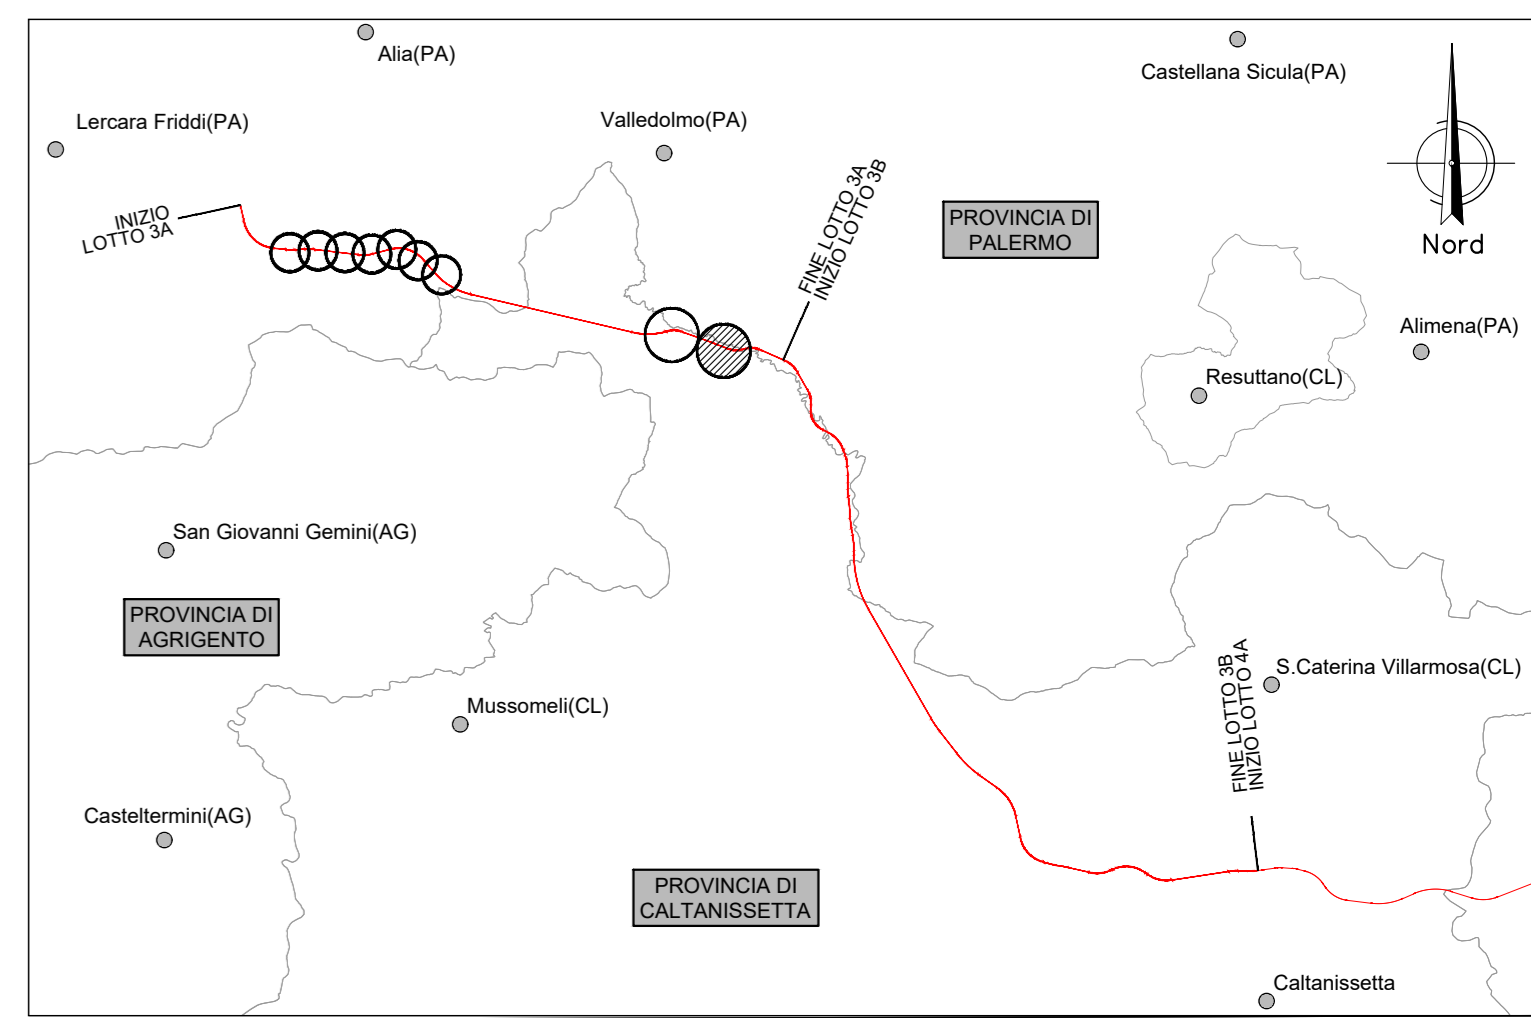 Alia(PA)
Castellana Sicula(PA)
Lercara Friddi(PA)
Valledolmo(PA)
INIZIO
LOTTO 3A
FINE LOTTO 3A
INIZIO LOTTO 3B
PROVINCIA DI
PALERMO
Nord
Alimena(PA)
Resuttano(CL)
San Giovanni Gemini(AG)
PROVINCIA DI
AGRIGENTO
FINE LOTTO 3B
INIZIO LOTTO 4A
S.Caterina Villarmosa(CL)
Mussomeli(CL)
Casteltermini(AG)
PROVINCIA DI
CALTANISSETTA
Caltanissetta